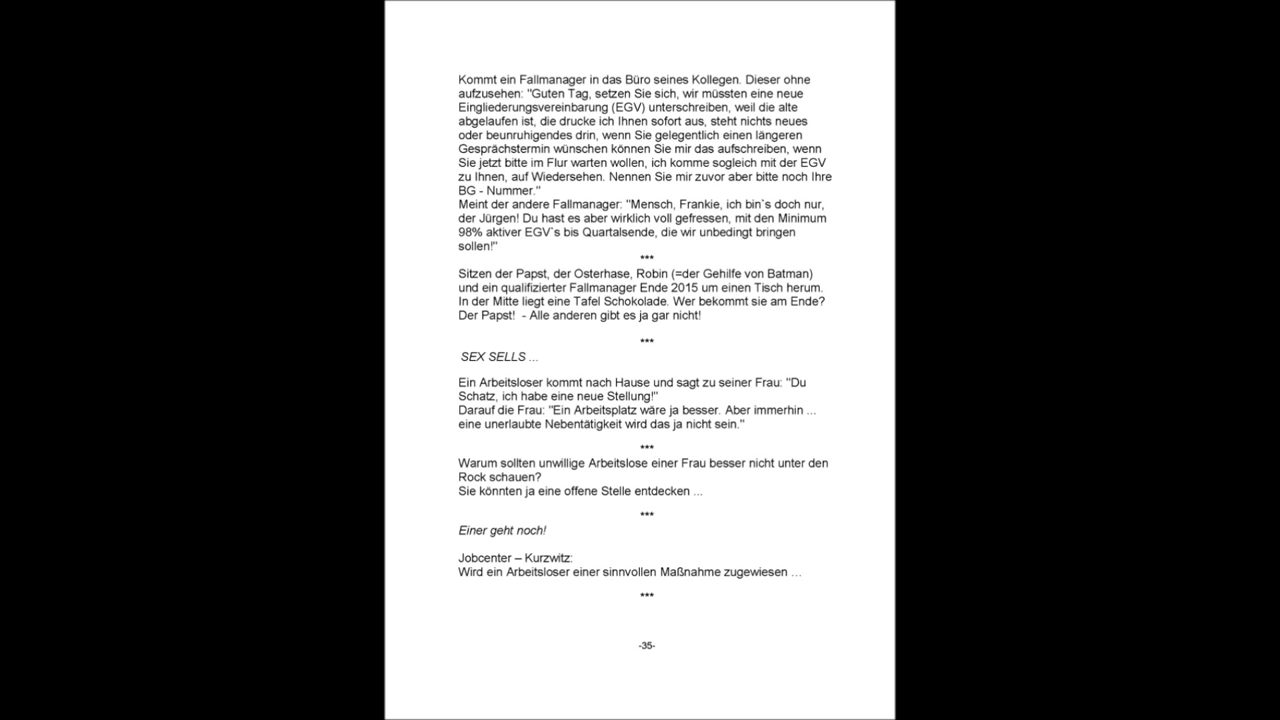 Kommt ein Fallmanager in das Büro seines Kollegen. Dieser ohne
aufzusehen: "Guten Tag, setzen Sie sich, wir müssten eine neue
Eingliederungsvereinbarung (EGV) unterschreiben, weil die alte
abgelaufen ist, die drucke ich Ihnen sofort aus, steht nichts neues
oder beunruhigendes drin, wenn Sie gelegentlich einen längeren
Gesprächstermin wünschen können Sie mir das aufschreiben, wenn
Sie jetzt bitte im Flur warten wollen, ich komme sogleich mit der EGV
zu Ihnen, auf Wiedersehen. Nennen Sie mir zuvor aber bitte noch Ihre
BG - Nummer."
Meint der andere Fallmanager: "Mensch, Frankie, ich bin`s doch nur,
der Jürgen! Du hast es aber wirklich voll gefressen, mit den Minimum
98% aktiver EGV`s bis Quartalsende, die wir unbedingt bringen
sollen!"
***
Sitzen der Papst, der Osterhase, Robin (=der Gehilfe von Batman)
und ein qualifizierter Fallmanager Ende 2015 um einen Tisch herum.
In der Mitte liegt eine Tafel Schokolade. Wer bekommt sie am Ende?
Der Papst!  - Alle anderen gibt es ja gar nicht!
***
SEX SELLS ...
Ein Arbeitsloser kommt nach Hause und sagt zu seiner Frau: "Du
Schatz, ich habe eine neue Stellung!"
Darauf die Frau: "Ein Arbeitsplatz wäre ja besser. Aber immerhin ...
eine unerlaubte Nebentätigkeit wird das ja nicht sein."
***
Warum sollten unwillige Arbeitslose einer Frau besser nicht unter den
Rock schauen?
Sie könnten ja eine offene Stelle entdecken ...
***
Einer geht noch!
Jobcenter – Kurzwitz:
Wird ein Arbeitsloser einer sinnvollen Maßnahme zugewiesen ...
***
-35-